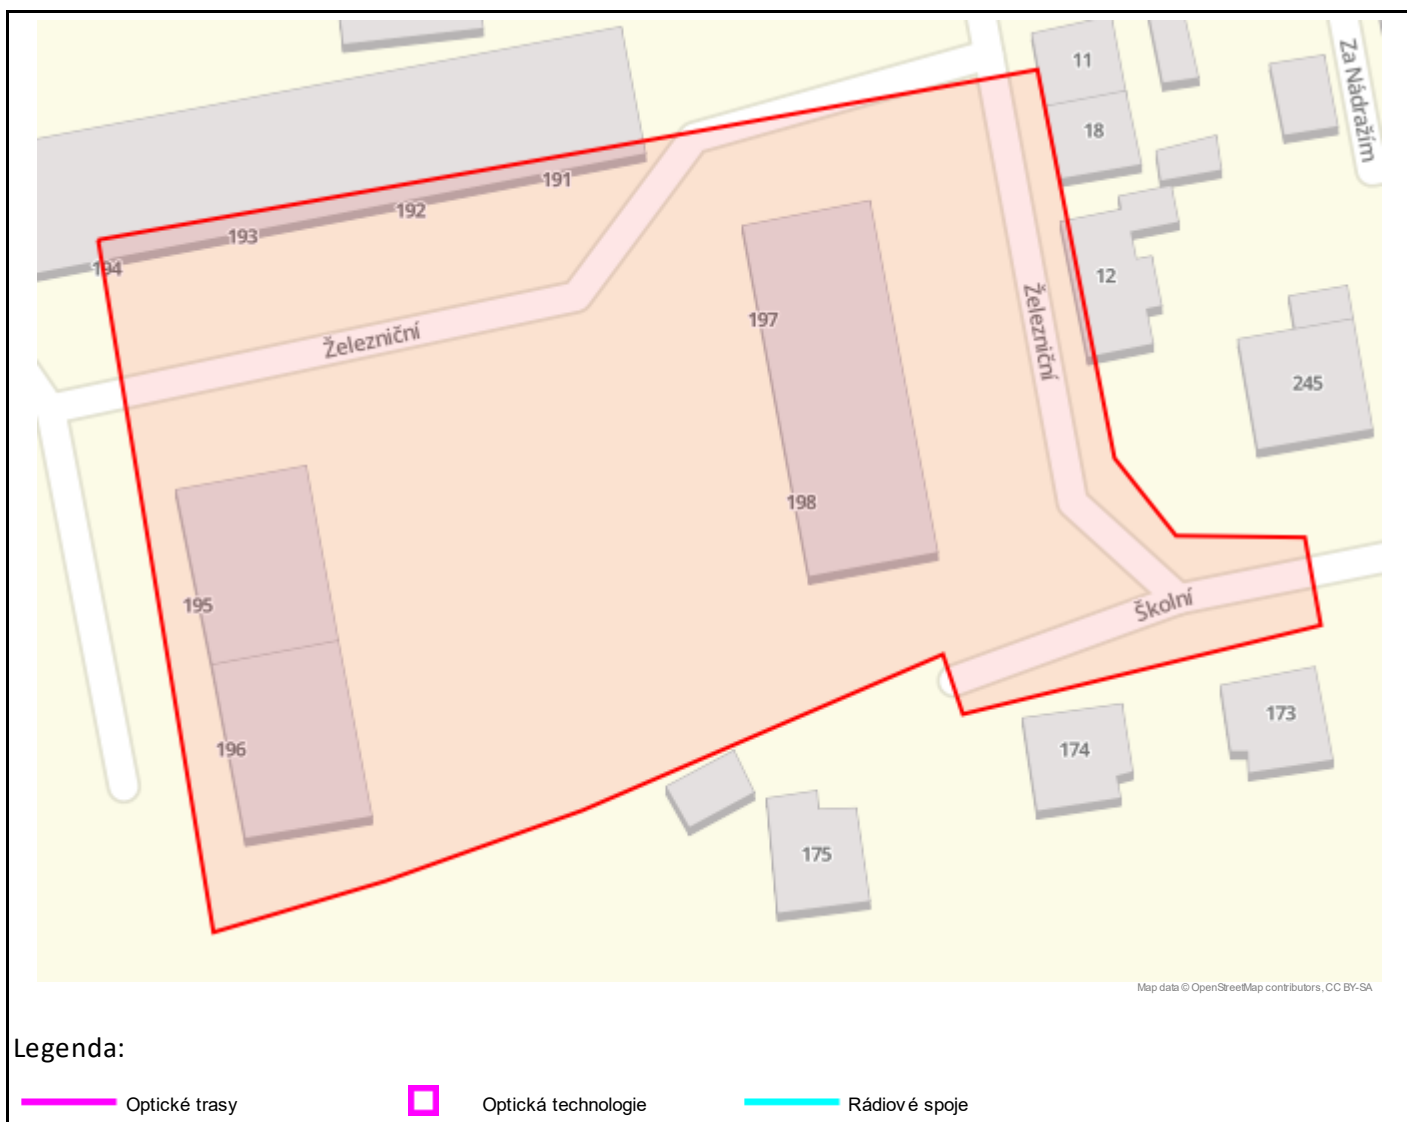 Za Nádražím
11
18
191
192
193
194
12
197
Železniční
Železniční
245
198
195
Školní
196
173
174
175
Map data © OpenStreetMap contributors, CC BY-SA
Legenda:
Optické trasy
Optická technologie
Rádiové spoje